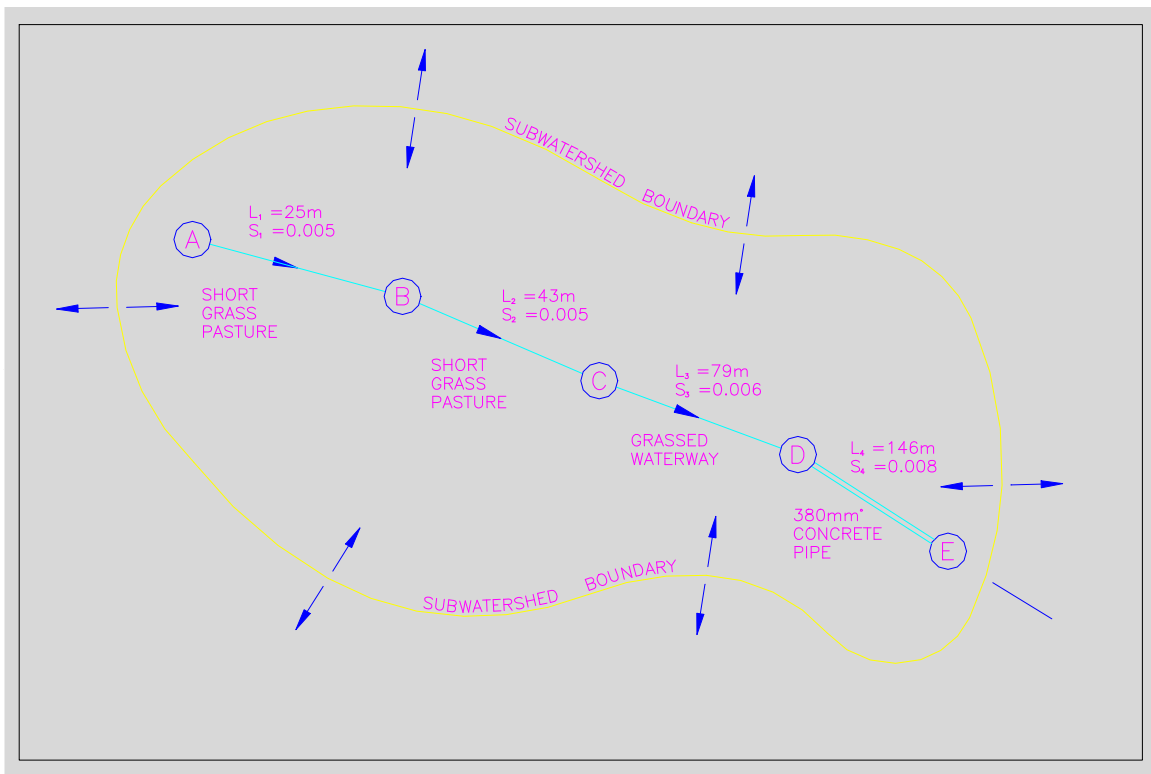 SUBWATERSHED BOUNDARY
L₁ =25m
S₁ =0.005
A
SHORT
GRASS
PASTURE
B
L₂ =43m
S₂ =0.005
SHORT
GRASS
PASTURE
C
L₃ =79m
S₃ =0.006
GRASSED
WATERWAY
D
L₄ =146m
S₄ =0.008
380mm°
CONCRETE
PIPE
E
SUBWATERSHED BOUNDARY